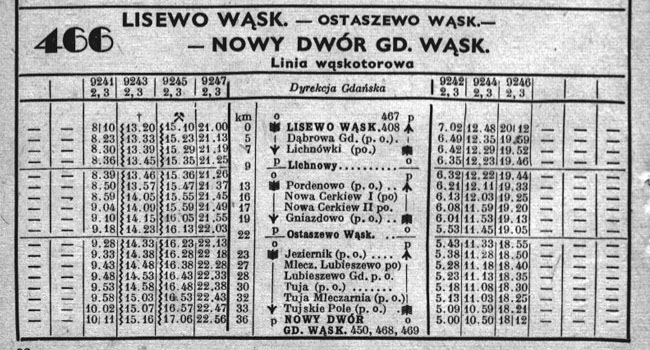 466
LISEWO WĄSK. — OSTASZEWO WĄSK.—
— NOWY DWÓR GD. WĄSK.
Linia wąskotorowa
9241 9243 9245 9247 Dyrekcja Gdańska 9242 9244 9246
2, 3 2, 3 2, 3 2, 3 2, 3 2, 3 2, 3
† ⚒ km o 467 p
8|10 13.20 15.10 21.00 0 LISEWO WĄSK. 408 7.02 12.48 20|12
8.23 13.33 15.23 21.13 5 Dąbrowa Gd. (p. o.) . 6.49 12.35 19.59
8.30 13.39 15.29 21.19 7 Lichnówki (po.) 6.42 12.29 19.52
8.36 13.45 15.35 21.25 9 p Lichnowy o 6.35 12.23 19.46
8.39 13.46 15.36 21.26 o p 6.32 12.22 19.44
8.50 13.57 15.47 21.37 13 Pordenowo (p. o.) . . 6.21 12.11 19.33
8.59 14.05 15.55 21.45 16 Nowa Cerkiew I (po) 6.13 12.03 19.25
9.04 14.09 15.59 21.49 17 Nowa Cerkiew II po. 6.08 11.59 19.20
9.10 14.15 16.05 21.55 19 Gniazdowo (p. o.) . . . 6.01 11.53 19.13
9.18 14.23 16.13 22.03 22 p Ostaszewo Wąsk. . . o 5.53 11.45 19.05
9.28 14.33 16.23 22.13 o p 5.43 11.33 18.55
9.33 14.38 16.28 22 18 23 Jeziernik (p. o.) . . . . 5.38 11.28 18.50
9.43 14.48 16.38 22.28 27 Mlecz. Lubieszewo po) 5.28 11.18 18.40
9.48 14.53 16.43 22.33 28 Lubieszewo Gd. p. o. 5.23 11.13 18.35
9.53 14.58 16.48 22.38 30 Tuja (p. o.) . . . . . . . 5.18 11.08 18.30
9.58 15.03 16.53 22.43 32 Tuja Mleczarnia (p. o.) 5.13 11.03 18.25
10.02 15.07 16.57 22.47 33 Tujskie Pole (p. o.) . . 5.09 10.59 18.21
10|11 15.16 17.06 22.56 36 p NOWY DWÓR o 5.00 10.50 18|12
GD. WĄSK. 450, 468, 469